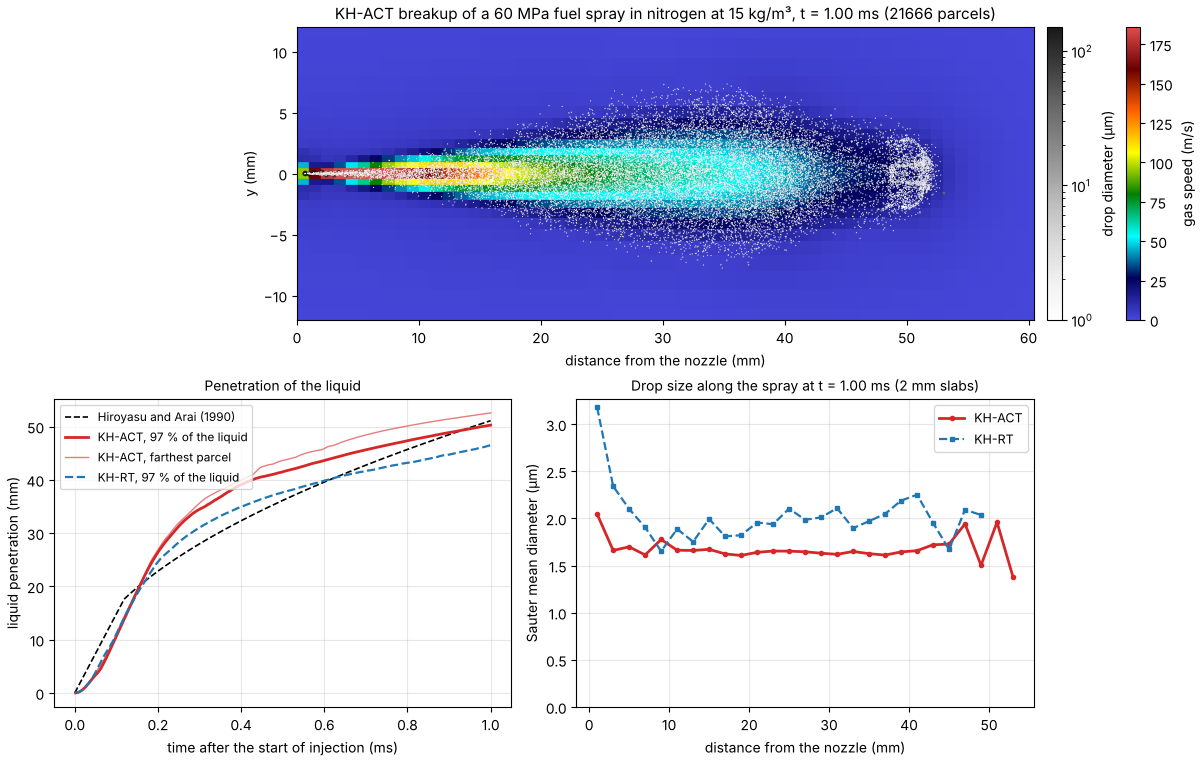 KH-ACT breakup of a 60 MPa fuel spray in nitrogen at 15 kg/m³, t = 1.00 ms (21666 parcels)
10
5
0
−5
−10
y (mm)
0
10
20
30
40
50
60
distance from the nozzle (mm)
10²
10¹
10⁰
drop diameter (µm)
175
150
125
100
75
50
25
0
gas speed (m/s)
Penetration of the liquid
Hiroyasu and Arai (1990)
KH-ACT, 97 % of the liquid
KH-ACT, farthest parcel
KH-RT, 97 % of the liquid
50
40
30
20
10
0
liquid penetration (mm)
0.0
0.2
0.4
0.6
0.8
1.0
time after the start of injection (ms)
Drop size along the spray at t = 1.00 ms (2 mm slabs)
KH-ACT
KH-RT
3.0
2.5
2.0
1.5
1.0
0.5
0.0
Sauter mean diameter (µm)
0
10
20
30
40
50
distance from the nozzle (mm)